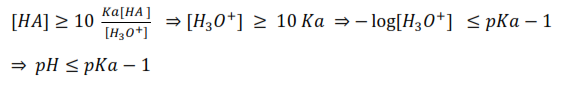 [HA] ≥ 10 Ka[HA ]/[H₃O⁺] ⇒ [H₃O⁺] ≥ 10 Ka ⇒ − log[H₃O⁺] ≤ pKa − 1
⇒ pH ≤ pKa − 1